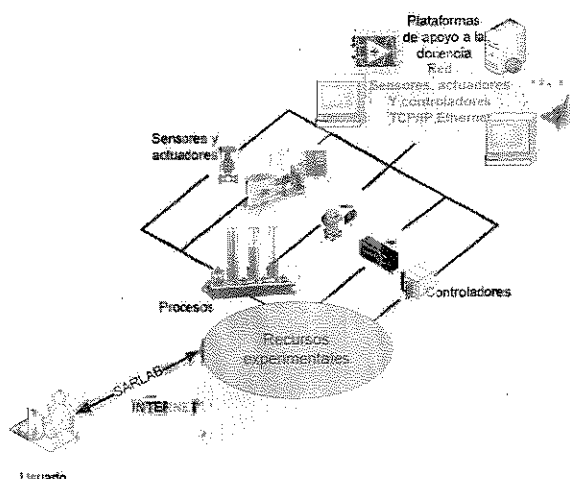 Plataformas
de apoyo a la
docencia
Red
Sensores, actuadores
Y controladores
TCP/IP Ethernet
Sensores y
actuadores
Procesos
Controladores
Recursos
experimentales
SARLAB
INTERNET
Usuario